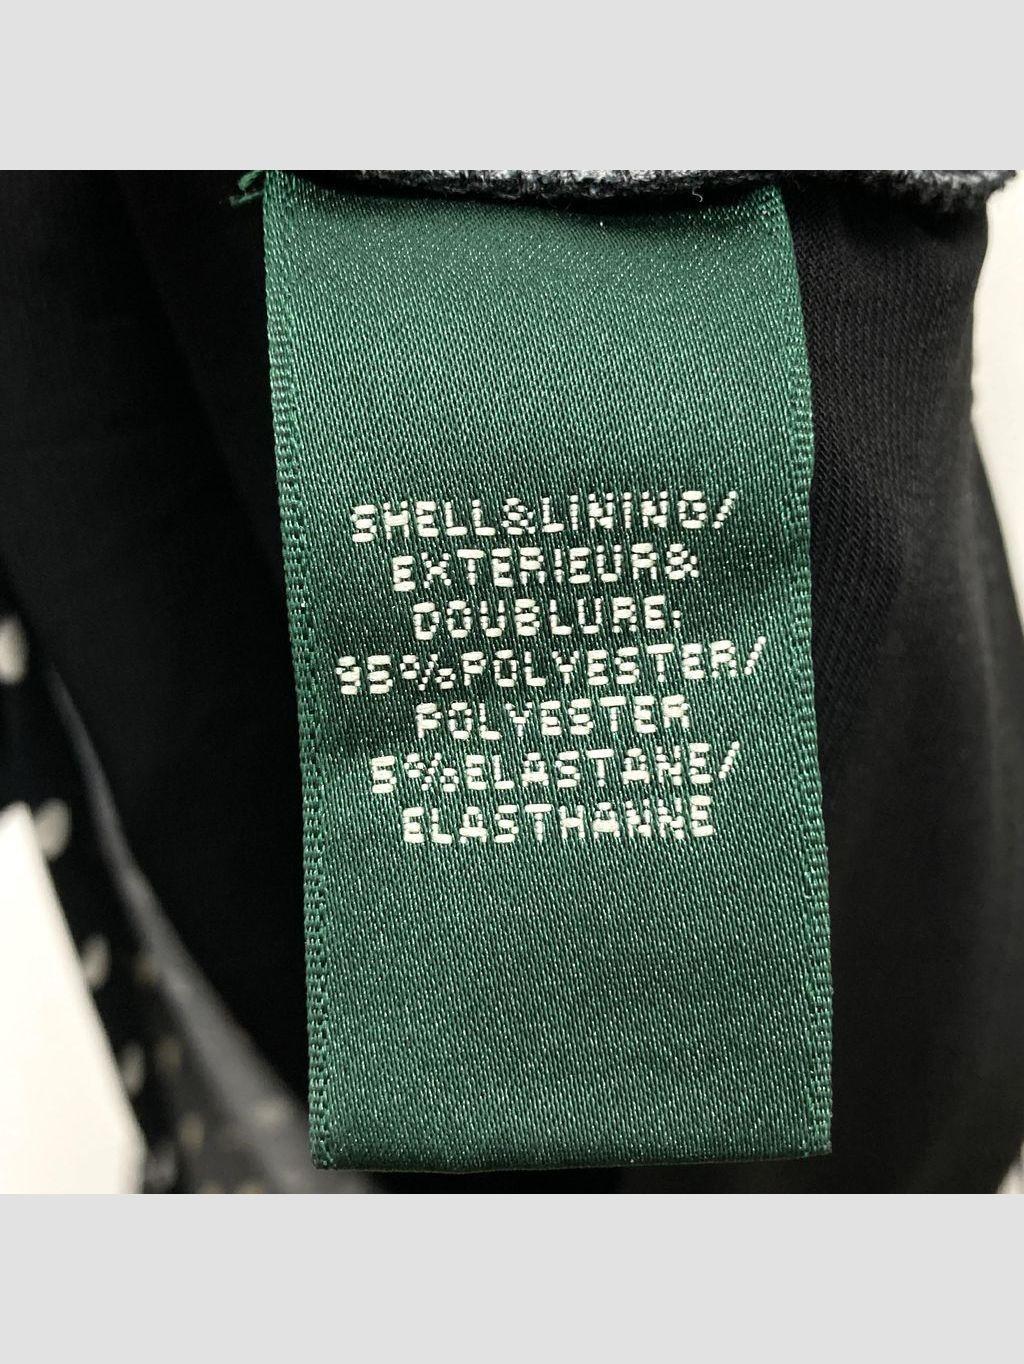 SHELL&LINING/
EXTERIEUR&
DOUBLURE:
95%POLYESTER/
POLYESTER
5%ELASTANE/
ELASTHANNE